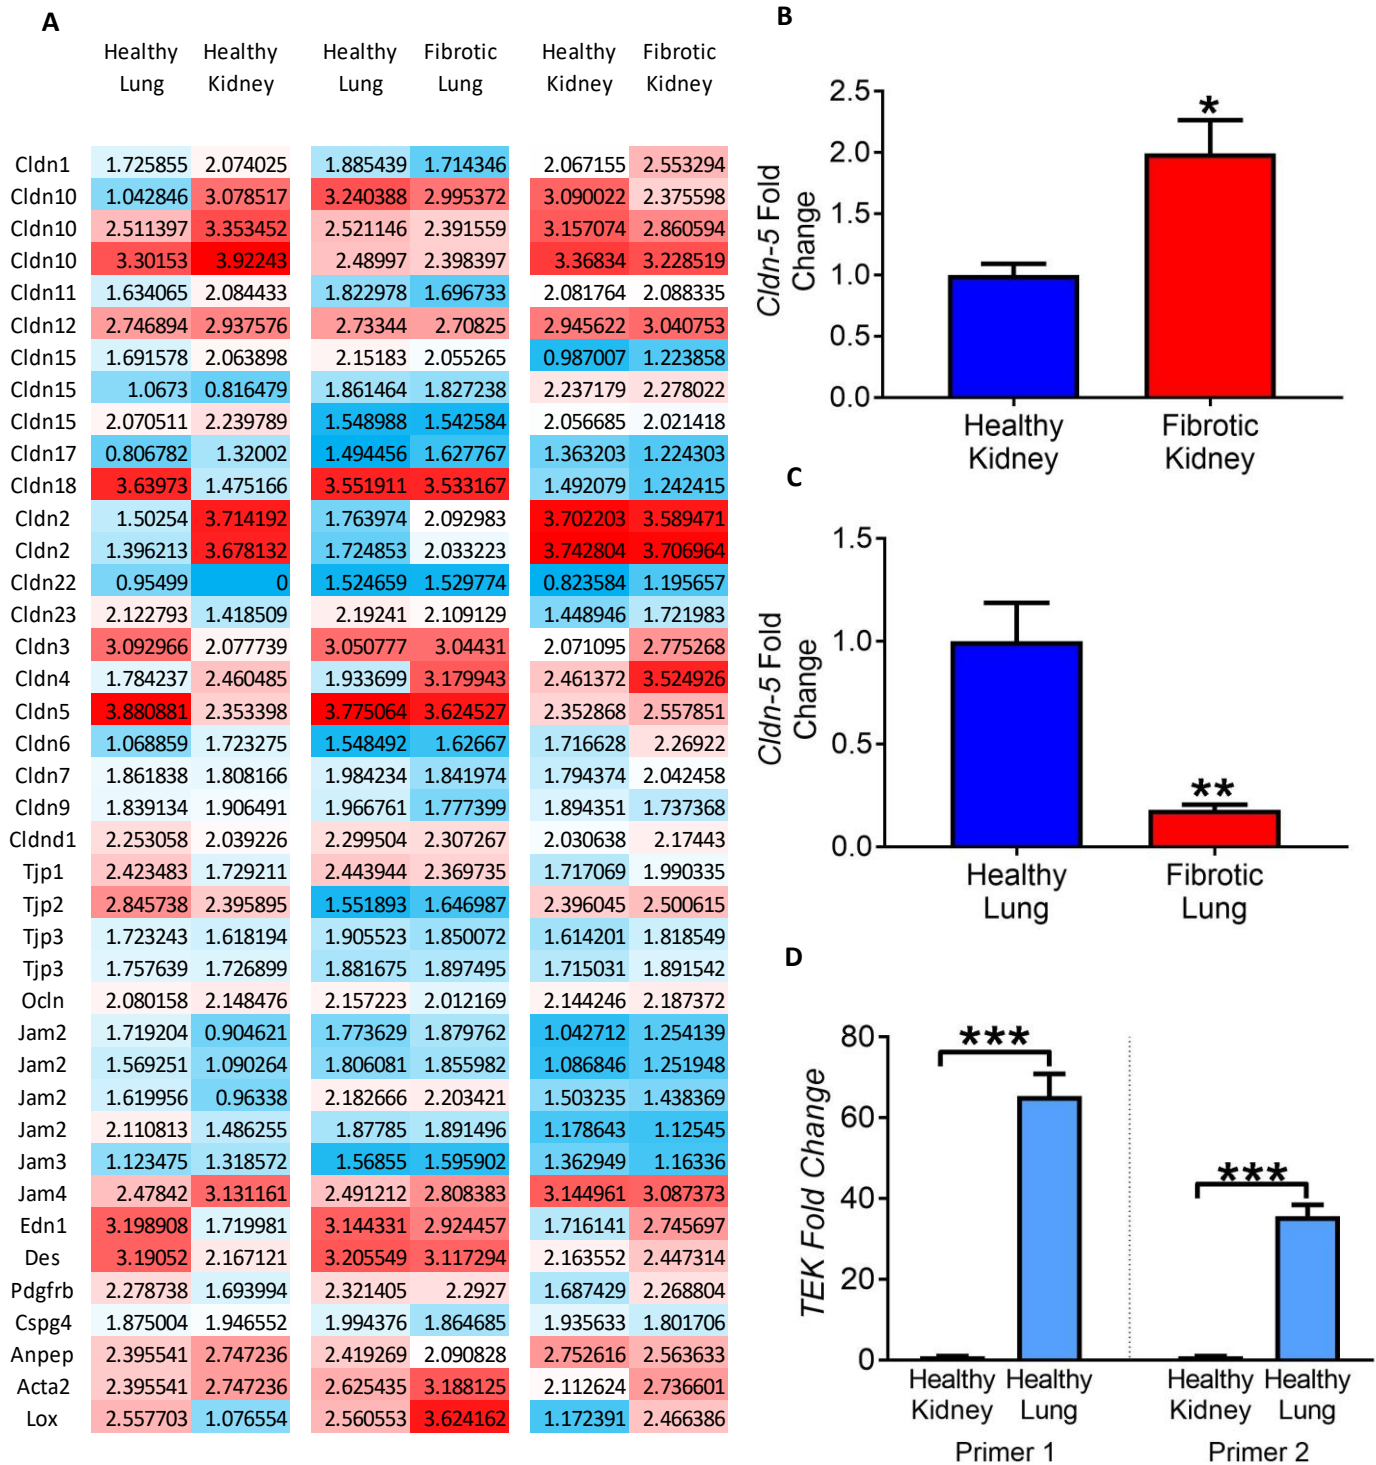 A
Healthy Healthy Healthy Fibrotic Healthy Fibrotic
Lung Kidney Lung Lung Kidney Kidney
Cldn1 1.725855 2.074025 1.885439 1.714346 2.067155 2.553294
Cldn10 1.042846 3.078517 3.240388 2.995372 3.090022 2.375598
Cldn10 2.511397 3.353452 2.521146 2.391559 3.157074 2.860594
Cldn10 3.30153 3.92243 2.48997 2.398397 3.36834 3.228519
Cldn11 1.634065 2.084433 1.822978 1.696733 2.081764 2.088335
Cldn12 2.746894 2.937576 2.73344 2.70825 2.945622 3.040753
Cldn15 1.691578 2.063898 2.15183 2.055265 0.987007 1.223858
Cldn15 1.0673 0.816479 1.861464 1.827238 2.237179 2.278022
Cldn15 2.070511 2.239789 1.548988 1.542584 2.056685 2.021418
Cldn17 0.806782 1.32002 1.494456 1.627767 1.363203 1.224303
Cldn18 3.63973 1.475166 3.551911 3.533167 1.492079 1.242415
Cldn2 1.50254 3.714192 1.763974 2.092983 3.702203 3.589471
Cldn2 1.396213 3.678132 1.724853 2.033223 3.742804 3.706964
Cldn22 0.95499 0 1.524659 1.529774 0.823584 1.195657
Cldn23 2.122793 1.418509 2.19241 2.109129 1.448946 1.721983
Cldn3 3.092966 2.077739 3.050777 3.04431 2.071095 2.775268
Cldn4 1.784237 2.460485 1.933699 3.179943 2.461372 3.524926
Cldn5 3.880881 2.353398 3.775064 3.624527 2.352868 2.557851
Cldn6 1.068859 1.723275 1.548492 1.62667 1.716628 2.26922
Cldn7 1.861838 1.808166 1.984234 1.841974 1.794374 2.042458
Cldn9 1.839134 1.906491 1.966761 1.777399 1.894351 1.737368
Cldnd1 2.253058 2.039226 2.299504 2.307267 2.030638 2.17443
Tjp1 2.423483 1.729211 2.443944 2.369735 1.717069 1.990335
Tjp2 2.845738 2.395895 1.551893 1.646987 2.396045 2.500615
Tjp3 1.723243 1.618194 1.905523 1.850072 1.614201 1.818549
Tjp3 1.757639 1.726899 1.881675 1.897495 1.715031 1.891542
Ocln 2.080158 2.148476 2.157223 2.012169 2.144246 2.187372
Jam2 1.719204 0.904621 1.773629 1.879762 1.042712 1.254139
Jam2 1.569251 1.090264 1.806081 1.855982 1.086846 1.251948
Jam2 1.619956 0.96338 2.182666 2.203421 1.503235 1.438369
Jam2 2.110813 1.486255 1.87785 1.891496 1.178643 1.12545
Jam3 1.123475 1.318572 1.56855 1.595902 1.362949 1.16336
Jam4 2.47842 3.131161 2.491212 2.808383 3.144961 3.087373
Edn1 3.198908 1.719981 3.144331 2.924457 1.716141 2.745697
Des 3.19052 2.167121 3.205549 3.117294 2.163552 2.447314
Pdgfrb 2.278738 1.693994 2.321405 2.2927 1.687429 2.268804
Cspg4 1.875004 1.946552 1.994376 1.864685 1.935633 1.801706
Anpep 2.395541 2.747236 2.419269 2.090828 2.752616 2.563633
Acta2 2.395541 2.747236 2.625435 3.188125 2.112624 2.736601
Lox 2.557703 1.076554 2.560553 3.624162 1.172391 2.466386
B
Cldn-5 Fold
Change
2.5
2.0
1.5
1.0
0.5
0.0
*
Healthy Fibrotic
Kidney Kidney
C
Cldn-5 Fold
Change
1.5
1.0
0.5
0.0
**
Healthy Fibrotic
Lung Lung
D
TEK Fold Change
80
60
40
20
0
***
***
Healthy Healthy Healthy Healthy
Kidney Lung Kidney Lung
Primer 1 Primer 2